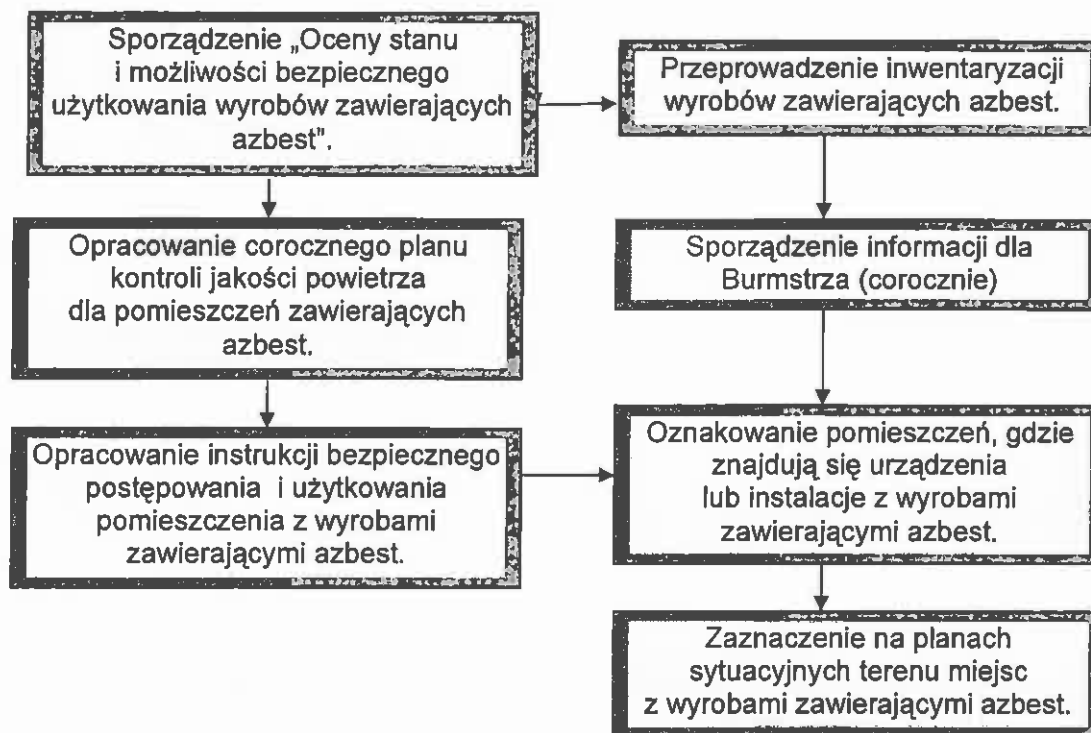 Sporządzenie „Oceny stanu
i możliwości bezpiecznego
użytkowania wyrobów zawierających
azbest”.
Przeprowadzenie inwentaryzacji
wyrobów zawierających azbest.
Opracowanie corocznego planu
kontroli jakości powietrza
dla pomieszczeń zawierających
azbest.
Sporządzenie informacji dla
Burmstrza (corocznie)
Opracowanie instrukcji bezpiecznego
postępowania i użytkowania
pomieszczenia z wyrobami
zawierającymi azbest.
Oznakowanie pomieszczeń, gdzie
znajdują się urządzenia
lub instalacje z wyrobami
zawierającymi azbest.
Zaznaczenie na planach
sytuacyjnych terenu miejsc
z wyrobami zawierającymi azbest.